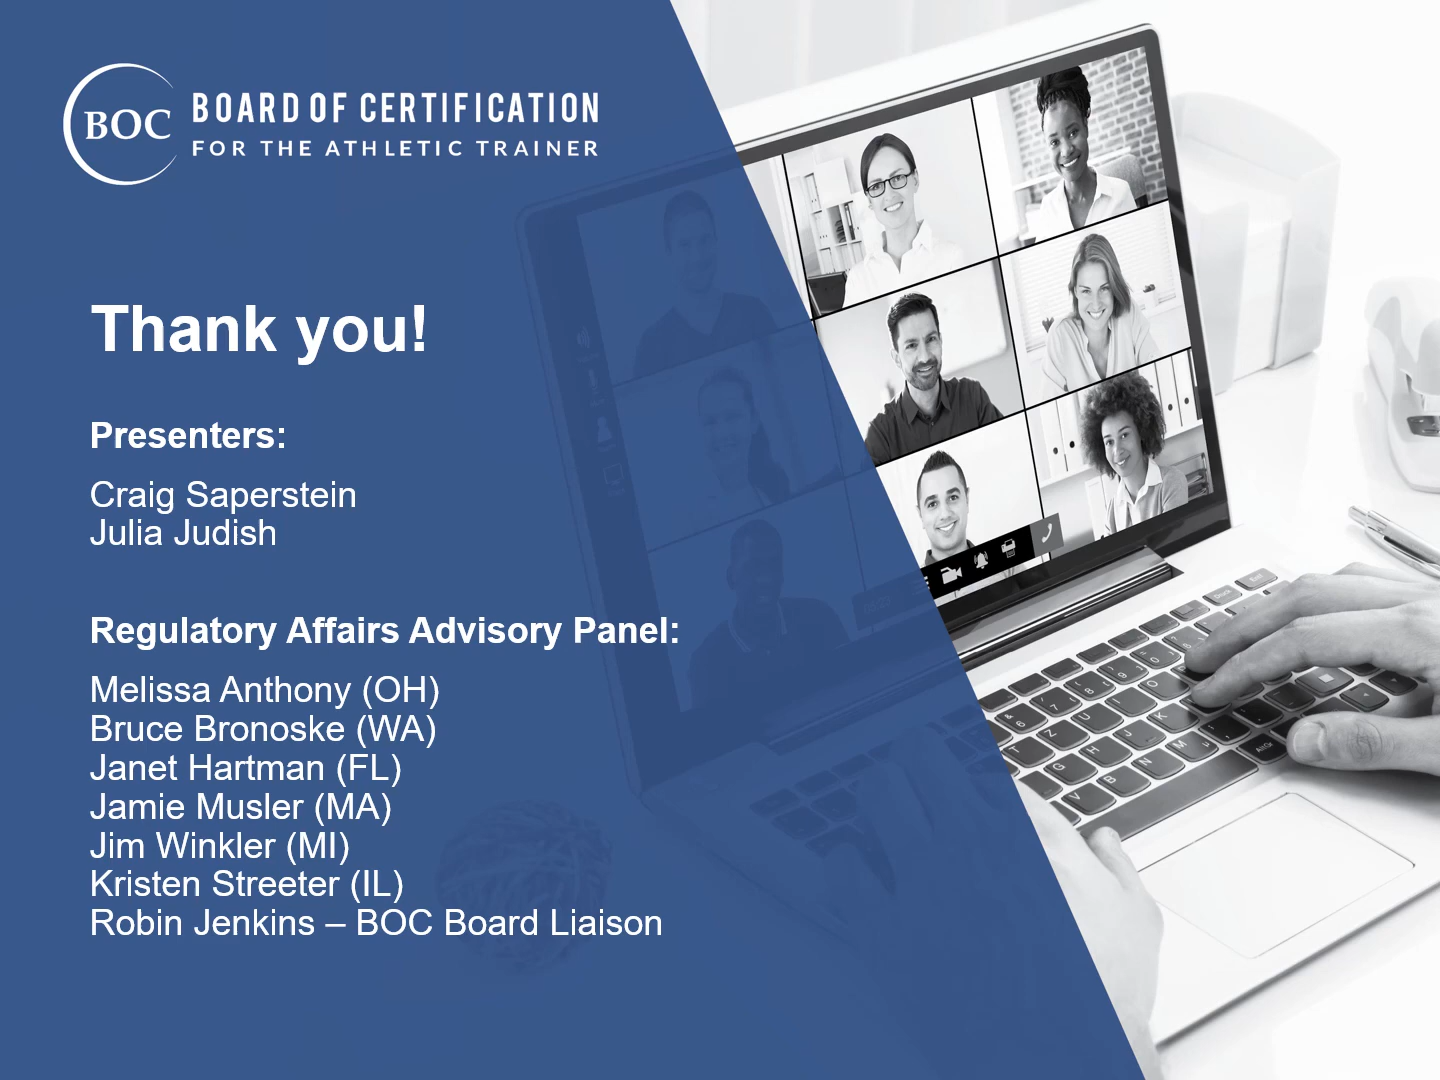 BOC
BOARD OF CERTIFICATION
FOR THE ATHLETIC TRAINER
Thank you!
Presenters:
Craig Saperstein
Julia Judish
Regulatory Affairs Advisory Panel:
Melissa Anthony (OH)
Bruce Bronoske (WA)
Janet Hartman (FL)
Jamie Musler (MA)
Jim Winkler (MI)
Kristen Streeter (IL)
Robin Jenkins – BOC Board Liaison